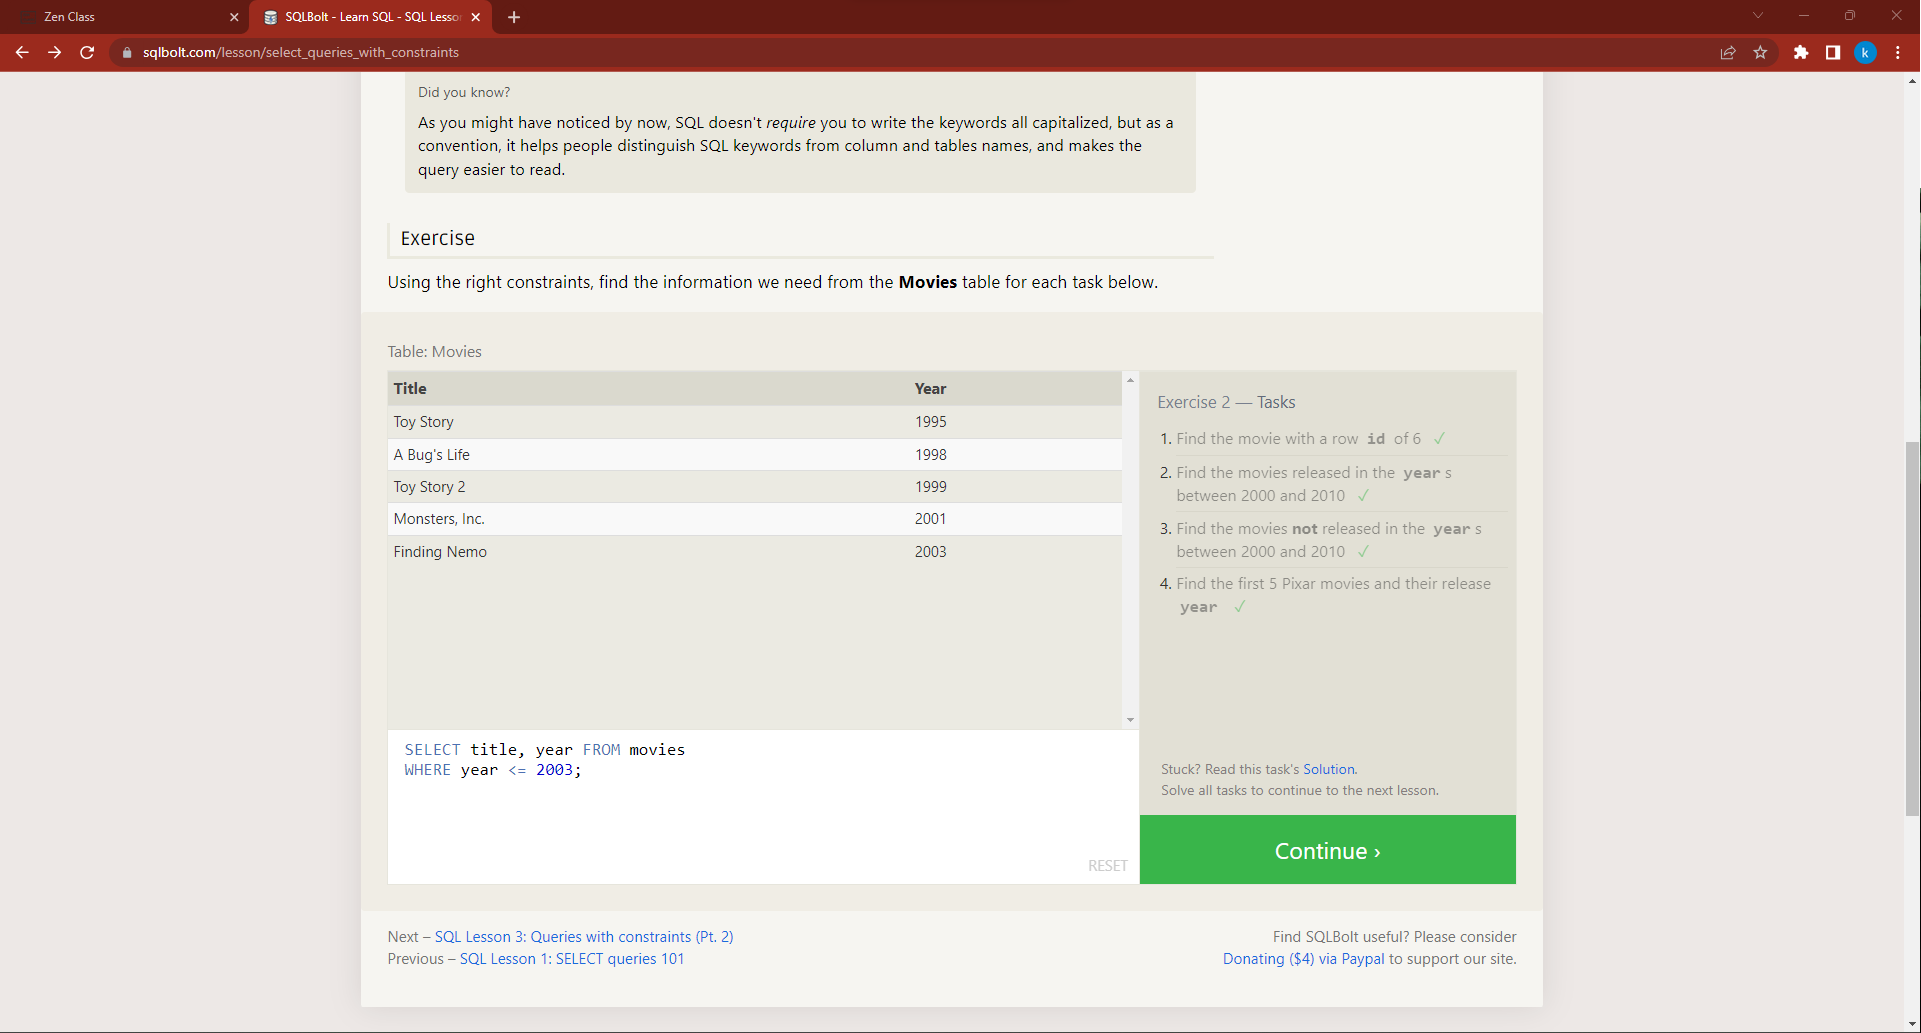 Zen Class
SQLBolt - Learn SQL - SQL Lesso
sqlbolt.com/lesson/select_queries_with_constraints
k
Did you know?
As you might have noticed by now, SQL doesn't require you to write the keywords all capitalized, but as a
convention, it helps people distinguish SQL keywords from column and tables names, and makes the
query easier to read.
Exercise
Using the right constraints, find the information we need from the Movies table for each task below.
Table: Movies
Title Year
Toy Story 1995
A Bug's Life 1998
Toy Story 2 1999
Monsters, Inc. 2001
Finding Nemo 2003
SELECT title, year FROM movies
WHERE year <= 2003;
RESET
Exercise 2 — Tasks
1. Find the movie with a row id of 6 ✓
2. Find the movies released in the year s
between 2000 and 2010 ✓
3. Find the movies not released in the year s
between 2000 and 2010 ✓
4. Find the first 5 Pixar movies and their release
year ✓
Stuck? Read this task's Solution.
Solve all tasks to continue to the next lesson.
Continue ›
Next – SQL Lesson 3: Queries with constraints (Pt. 2)
Previous – SQL Lesson 1: SELECT queries 101
Find SQLBolt useful? Please consider
Donating ($4) via Paypal to support our site.